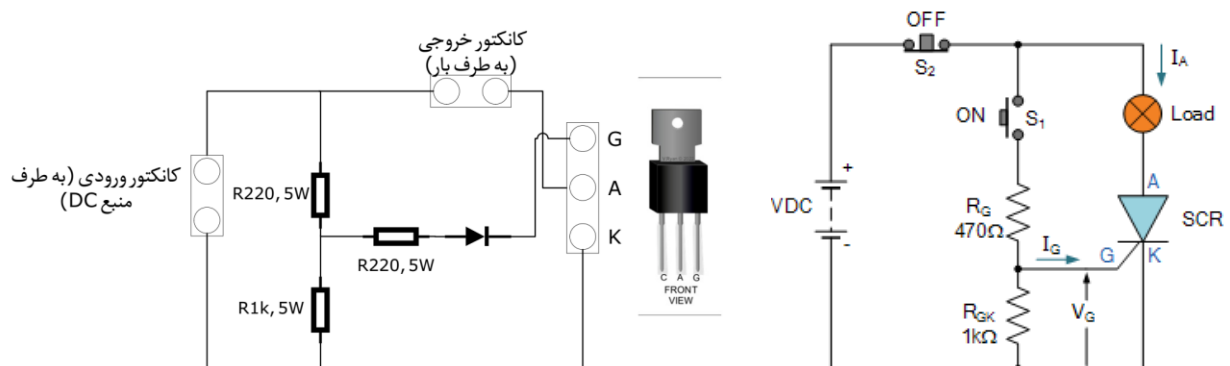 کانکتور خروجی
(به طرف بار)
کانکتور ورودی (به طرف
منبع DC)
R220, 5W
R220, 5W
R1k, 5W
G
A
K
C A G
FRONT
VIEW
OFF
S2
IA
ON
S1
Load
+
VDC
-
RG
470Ω
A
SCR
IG
G
K
RGK
1kΩ
VG